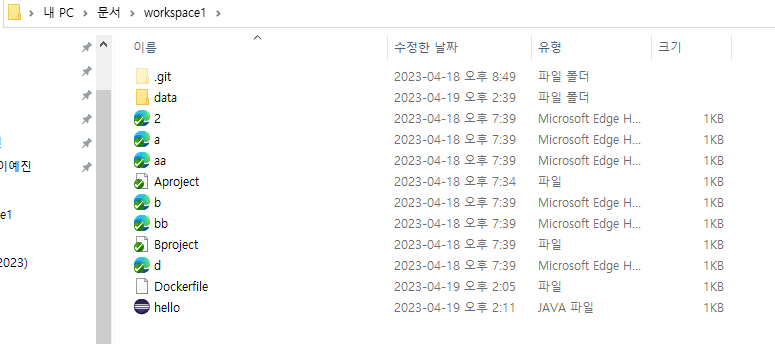 내 PC > 문서 > workspace1 >
이름 수정한 날짜 유형 크기
.git 2023-04-18 오후 8:49 파일 폴더
data 2023-04-19 오후 2:39 파일 폴더
2 2023-04-18 오후 7:39 Microsoft Edge H... 1KB
a 2023-04-18 오후 7:39 Microsoft Edge H... 1KB
aa 2023-04-18 오후 7:39 Microsoft Edge H... 1KB
이예진
Aproject 2023-04-18 오후 7:34 파일 1KB
b 2023-04-18 오후 7:39 Microsoft Edge H... 1KB
e1
bb 2023-04-18 오후 7:39 Microsoft Edge H... 1KB
Bproject 2023-04-18 오후 7:39 파일 1KB
2023)
d 2023-04-18 오후 7:39 Microsoft Edge H... 1KB
Dockerfile 2023-04-19 오후 2:05 파일 1KB
hello 2023-04-19 오후 2:11 JAVA 파일 1KB